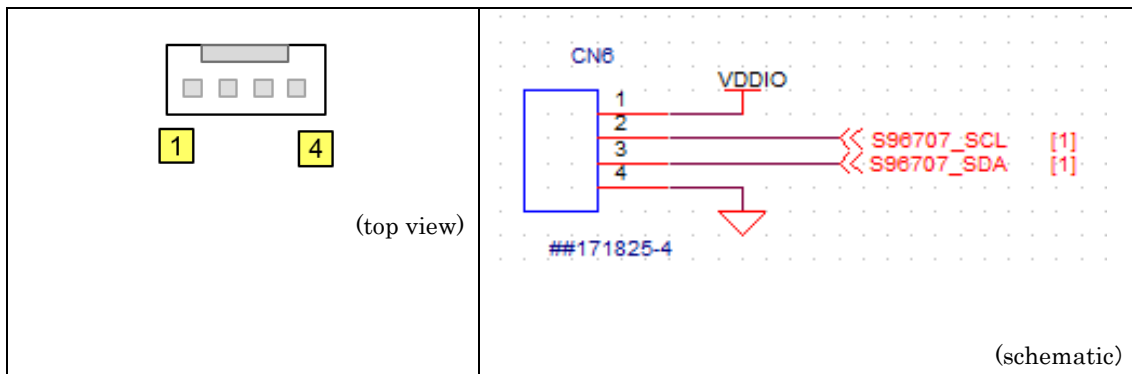 1
4
(top view)
CN6
VDDIO
1
2
3
4
S96707_SCL [1]
S96707_SDA [1]
##171825-4
(schematic)